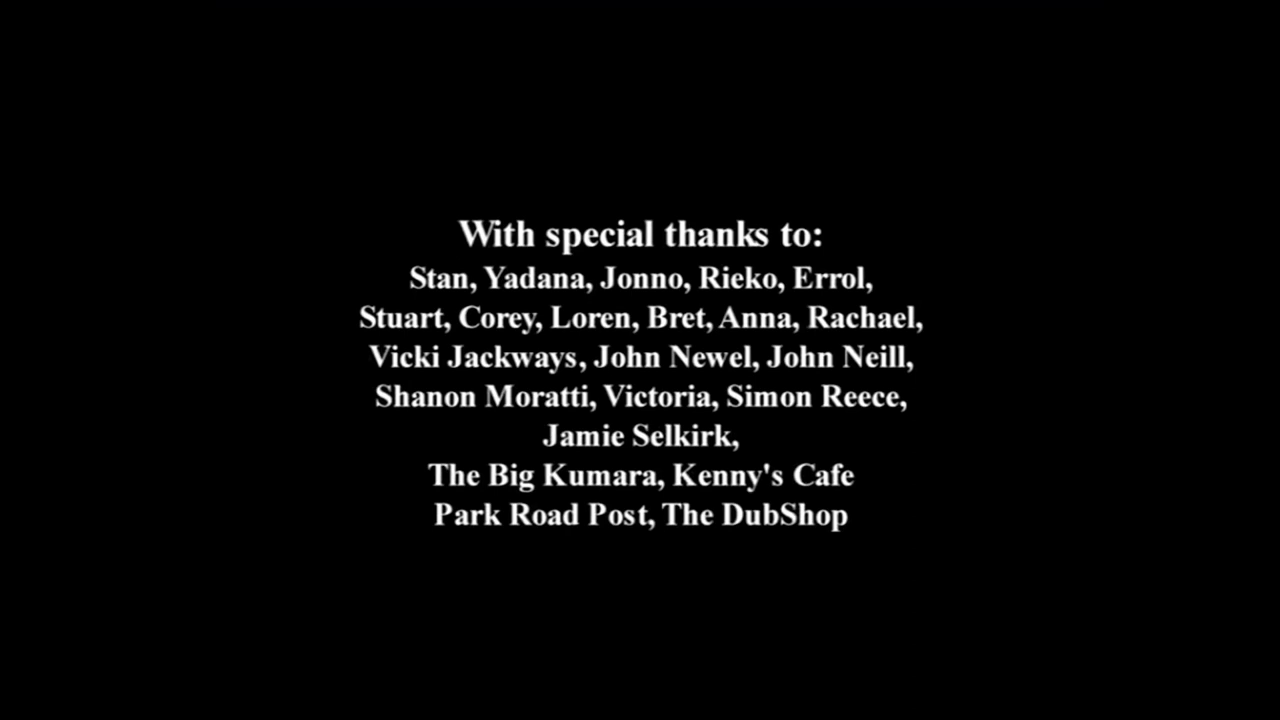 With special thanks to:
Stan, Yadana, Jonno, Rieko, Errol,
Stuart, Corey, Loren, Bret, Anna, Rachael,
Vicki Jackways, John Newel, John Neill,
Shanon Moratti, Victoria, Simon Reece,
Jamie Selkirk,
The Big Kumara, Kenny's Cafe
Park Road Post, The DubShop